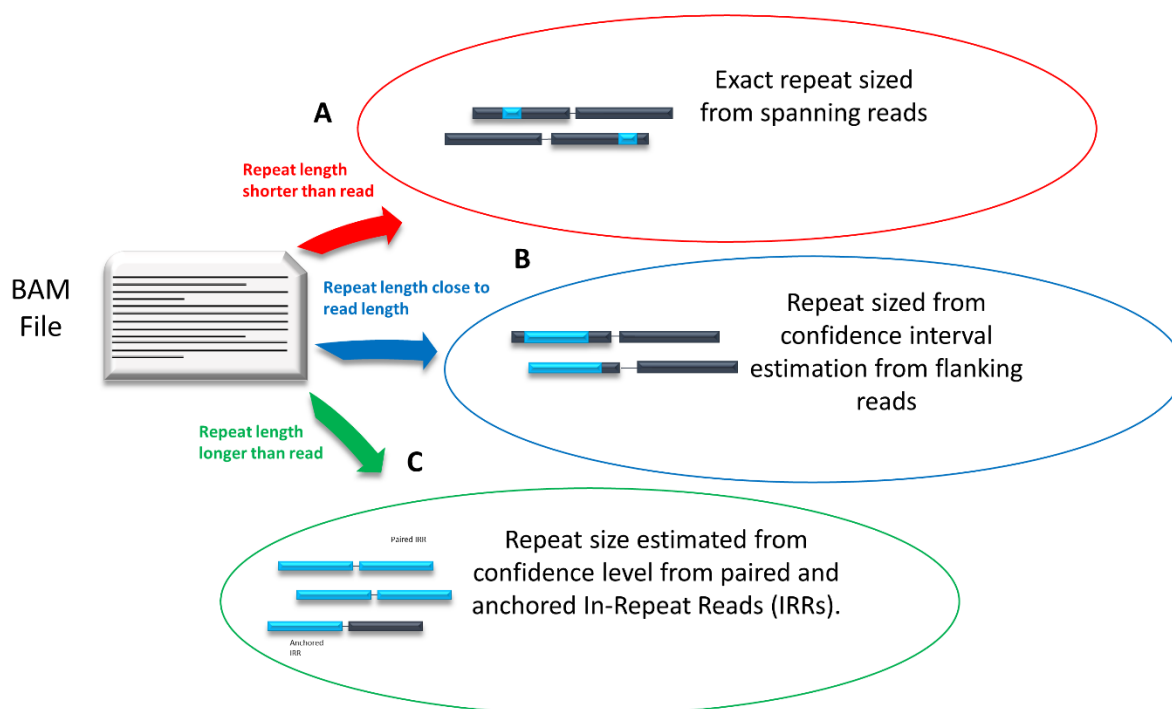 A
Exact repeat sized
from spanning reads
Repeat length
shorter than read
BAM
File
Repeat length close to
read length
B
Repeat sized from
confidence interval
estimation from flanking
reads
Repeat length
longer than read
C
Paired IRR
Repeat size estimated from
confidence level from paired and
anchored In-Repeat Reads (IRRs).
Anchored
IRR